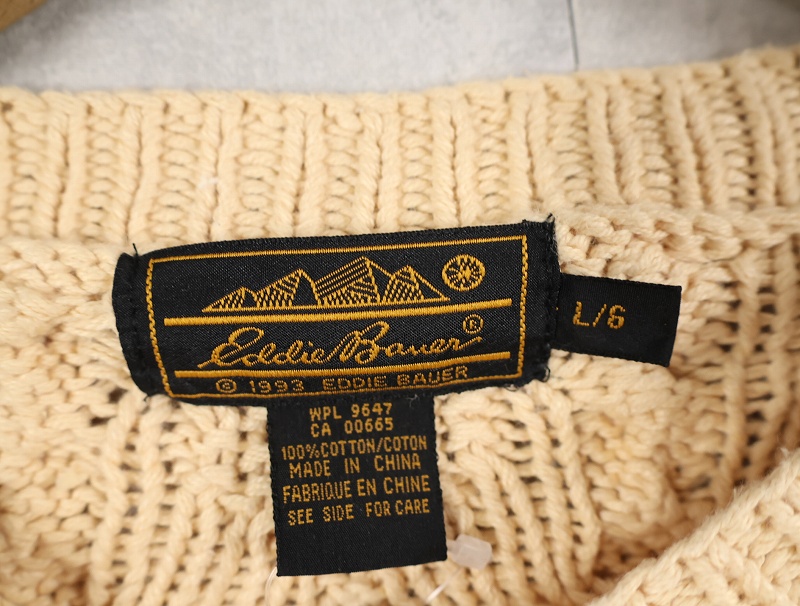 Eddie Bauer®
© 1993 EDDIE BAUER
L/G
WPL 9647
CA 00665
100%COTTON/COTON
MADE IN CHINA
FABRIQUE EN CHINE
SEE SIDE FOR CARE